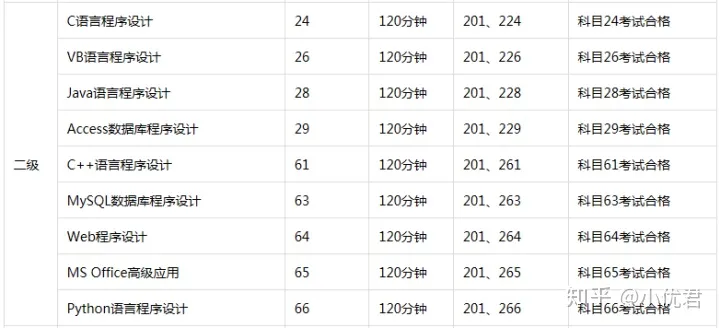 C语言程序设计 24 120分钟 201、224 科目24考试合格
VB语言程序设计 26 120分钟 201、226 科目26考试合格
Java语言程序设计 28 120分钟 201、228 科目28考试合格
Access数据库程序设计 29 120分钟 201、229 科目29考试合格
二级 C++语言程序设计 61 120分钟 201、261 科目61考试合格
MySQL数据库程序设计 63 120分钟 201、263 科目63考试合格
Web程序设计 64 120分钟 201、264 科目64考试合格
MS Office高级应用 65 120分钟 201、265 科目65考试合格
Python语言程序设计 66 120分钟 201、266 科目66考试合格
知乎 @小优君